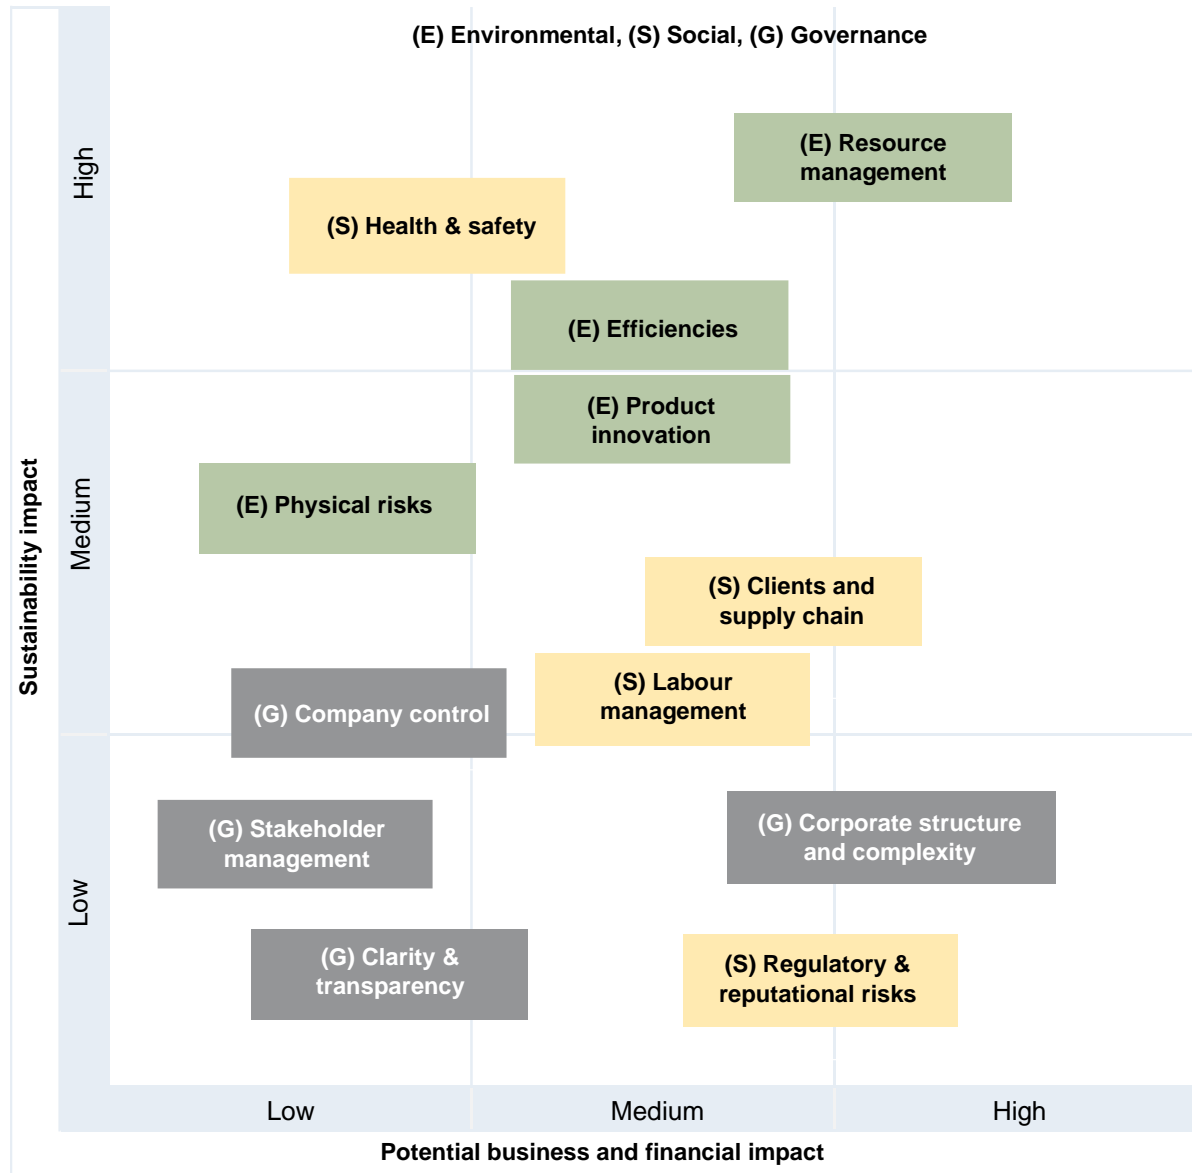 (E) Environmental, (S) Social, (G) Governance
(E) Resource
management
(S) Health & safety
(E) Efficiencies
(E) Product
innovation
(E) Physical risks
(S) Clients and
supply chain
(S) Labour
management
(G) Company control
(G) Stakeholder
management
(G) Corporate structure
and complexity
(G) Clarity &
transparency
(S) Regulatory &
reputational risks
Sustainability impact
High
Medium
Low
Low
Medium
High
Potential business and financial impact